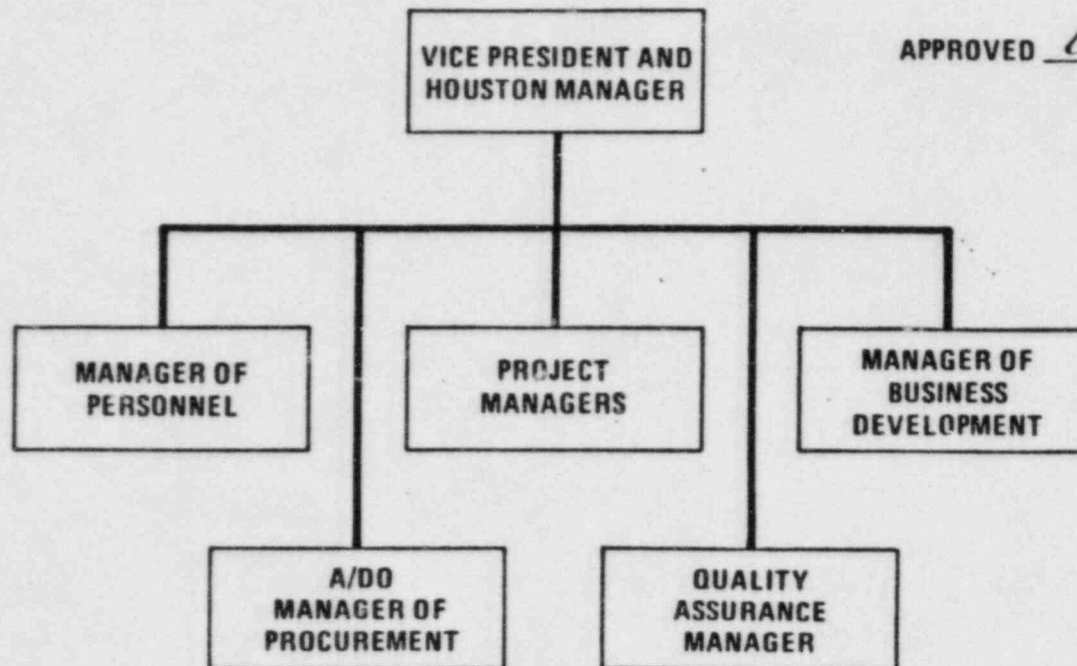 VICE PRESIDENT AND
HOUSTON MANAGER
APPROVED
MANAGER OF
PERSONNEL
PROJECT
MANAGERS
MANAGER OF
BUSINESS
DEVELOPMENT
A/DO
MANAGER OF
PROCUREMENT
QUALITY
ASSURANCE
MANAGER